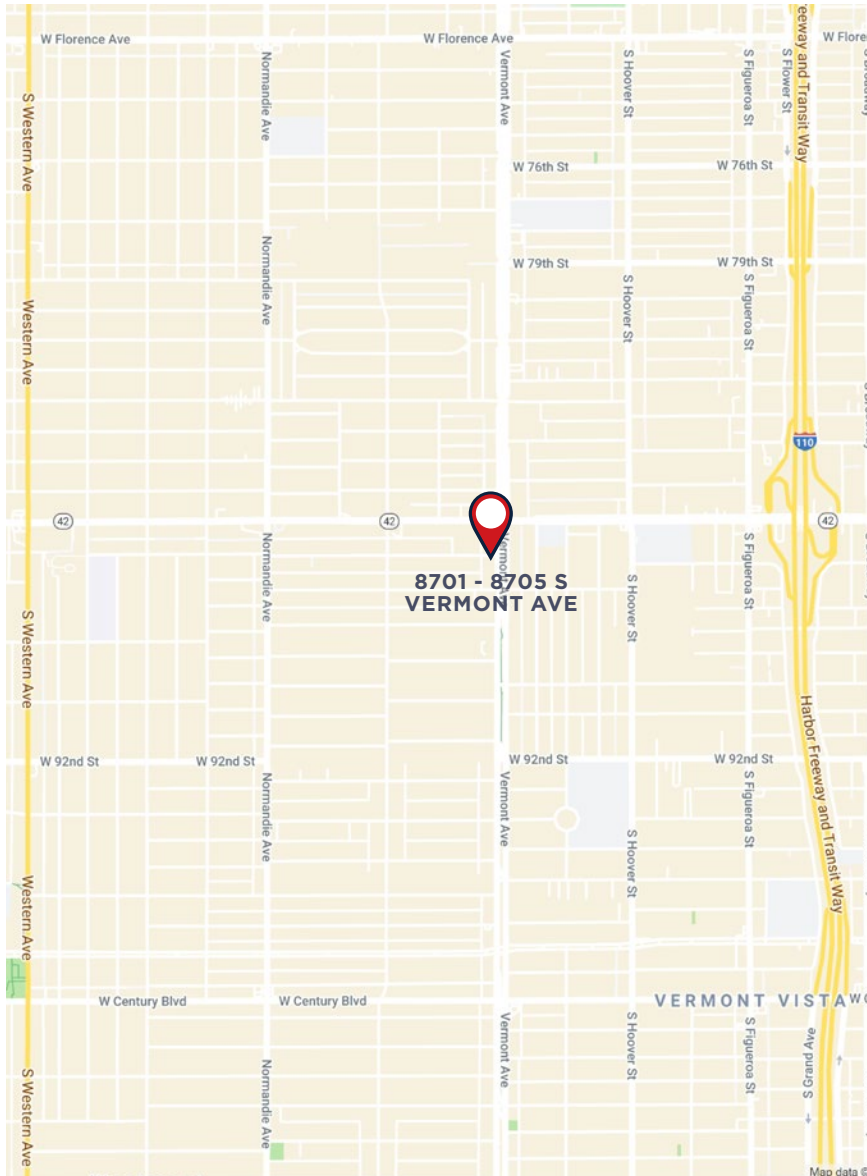 W Florence Ave
W Florence Ave
W Flore
S Western Ave
Normandie Ave
Vermont Ave
S Hoover St
S Figueroa St
S Flower St
reeway and Transit Way
W 76th St
W 76th St
Normandie Ave
W 79th St
W 79th St
Western Ave
S Hoover St
S Figueroa St
110
42
42
42
8701 - 8705 S
VERMONT AVE
Normandie Ave
S Figueroa St
S Hoover St
S Western Ave
Harbor Freeway and Transit Way
W 92nd St
W 92nd St
W 92nd St
W 92nd St
Normandie Ave
Vermont Ave
S Figueroa St
S Hoover St
Western Ave
W Century Blvd
W Century Blvd
VERMONT VISTA
Vermont Ave
S Hoover St
S Figueroa St
S Grand Ave
S Western Ave
Normandie Ave
Map data ©